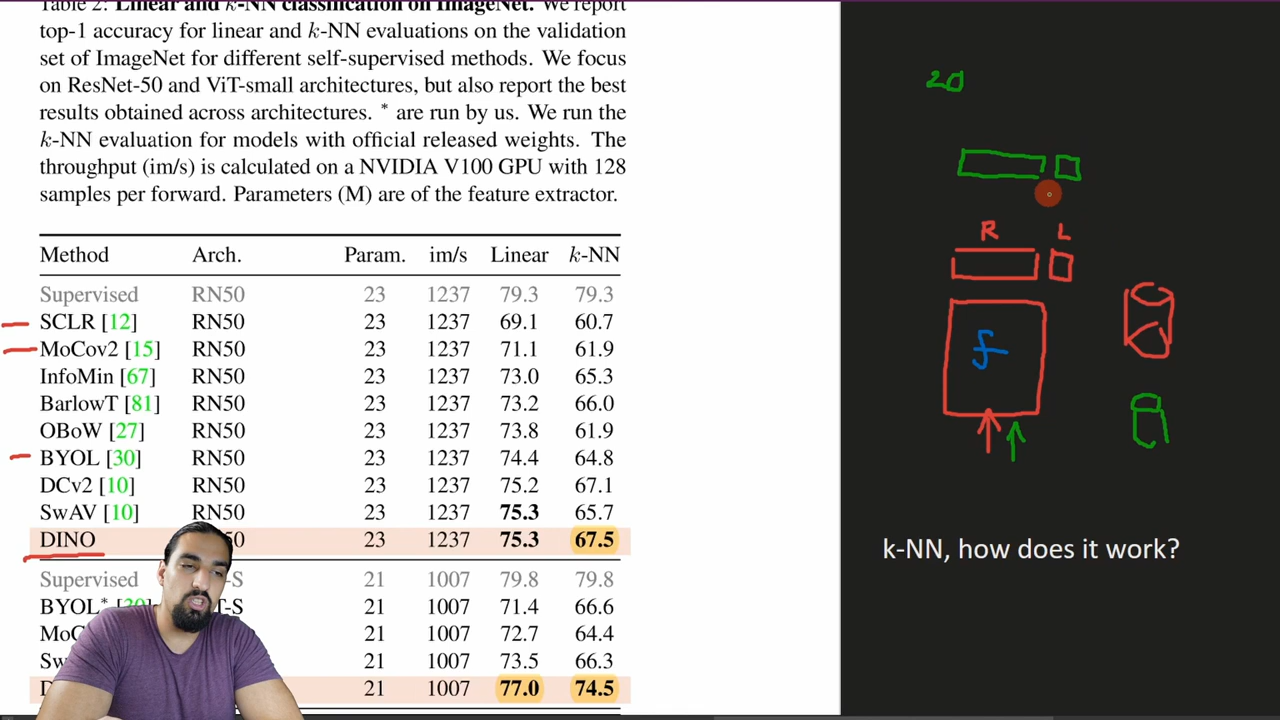 Table 2: Linear and k-NN classification on ImageNet. We report
top-1 accuracy for linear and k-NN evaluations on the validation
set of ImageNet for different self-supervised methods. We focus
on ResNet-50 and ViT-small architectures, but also report the best
results obtained across architectures. * are run by us. We run the
k-NN evaluation for models with official released weights. The
throughput (im/s) is calculated on a NVIDIA V100 GPU with 128
samples per forward. Parameters (M) are of the feature extractor.
Method Arch. Param. im/s Linear k-NN
Supervised RN50 23 1237 79.3 79.3
SCLR [12] RN50 23 1237 69.1 60.7
MoCov2 [15] RN50 23 1237 71.1 61.9
InfoMin [67] RN50 23 1237 73.0 65.3
BarlowT [81] RN50 23 1237 73.2 66.0
OBoW [27] RN50 23 1237 73.8 61.9
BYOL [30] RN50 23 1237 74.4 64.8
DCv2 [10] RN50 23 1237 75.2 67.1
SwAV [10] RN50 23 1237 75.3 65.7
DINO 50 23 1237 75.3 67.5
Supervised -S 21 1007 79.8 79.8
BYOL* T-S 21 1007 71.4 66.6
MoC 21 1007 72.7 64.4
Sw 21 1007 73.5 66.3
D 21 1007 77.0 74.5
20
R L
f
k-NN, how does it work?